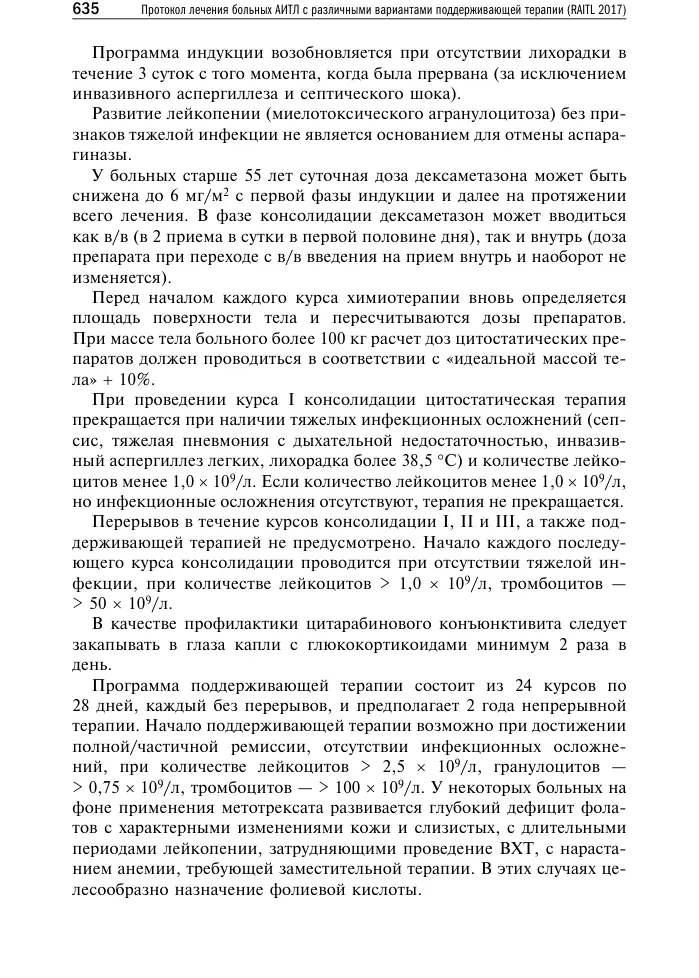 635 Протокол лечения больных АИТЛ с различными вариантами поддерживающей терапии (RAITL 2017)
Программа индукции возобновляется при отсутствии лихорадки в
течение 3 суток с того момента, когда была прервана (за исключением
инвазивного аспергиллеза и септического шока).
Развитие лейкопении (миелотоксического агранулоцитоза) без при-
знаков тяжелой инфекции не является основанием для отмены аспара-
гиназы.
У больных старше 55 лет суточная доза дексаметазона может быть
снижена до 6 мг/м² с первой фазы индукции и далее на протяжении
всего лечения. В фазе консолидации дексаметазон может вводиться
как в/в (в 2 приема в сутки в первой половине дня), так и внутрь (доза
препарата при переходе с в/в введения на прием внутрь и наоборот не
изменяется).
Перед началом каждого курса химиотерапии вновь определяется
площадь поверхности тела и пересчитываются дозы препаратов.
При массе тела больного более 100 кг расчет доз цитостатических пре-
паратов должен проводиться в соответствии с «идеальной массой те-
ла» + 10%.
При проведении курса I консолидации цитостатическая терапия
прекращается при наличии тяжелых инфекционных осложнений (сеп-
сис, тяжелая пневмония с дыхательной недостаточностью, инвазив-
ный аспергиллез легких, лихорадка более 38,5 °C) и количестве лейко-
цитов менее 1,0 × 10⁹/л. Если количество лейкоцитов менее 1,0 × 10⁹/л,
но инфекционные осложнения отсутствуют, терапия не прекращается.
Перерывов в течение курсов консолидации I, II и III, а также под-
держивающей терапией не предусмотрено. Начало каждого последу-
ющего курса консолидации проводится при отсутствии тяжелой ин-
фекции, при количестве лейкоцитов > 1,0 × 10⁹/л, тромбоцитов —
> 50 × 10⁹/л.
В качестве профилактики цитарабинового конъюнктивита следует
закапывать в глаза капли с глюкокортикоидами минимум 2 раза в
день.
Программа поддерживающей терапии состоит из 24 курсов по
28 дней, каждый без перерывов, и предполагает 2 года непрерывной
терапии. Начало поддерживающей терапии возможно при достижении
полной/частичной ремиссии, отсутствии инфекционных осложне-
ний, при количестве лейкоцитов > 2,5 × 10⁹/л, гранулоцитов —
> 0,75 × 10⁹/л, тромбоцитов — > 100 × 10⁹/л. У некоторых больных на
фоне применения метотрексата развивается глубокий дефицит фола-
тов с характерными изменениями кожи и слизистых, с длительными
периодами лейкопении, затрудняющими проведение ВХТ, с нараста-
нием анемии, требующей заместительной терапии. В этих случаях це-
лесообразно назначение фолиевой кислоты.